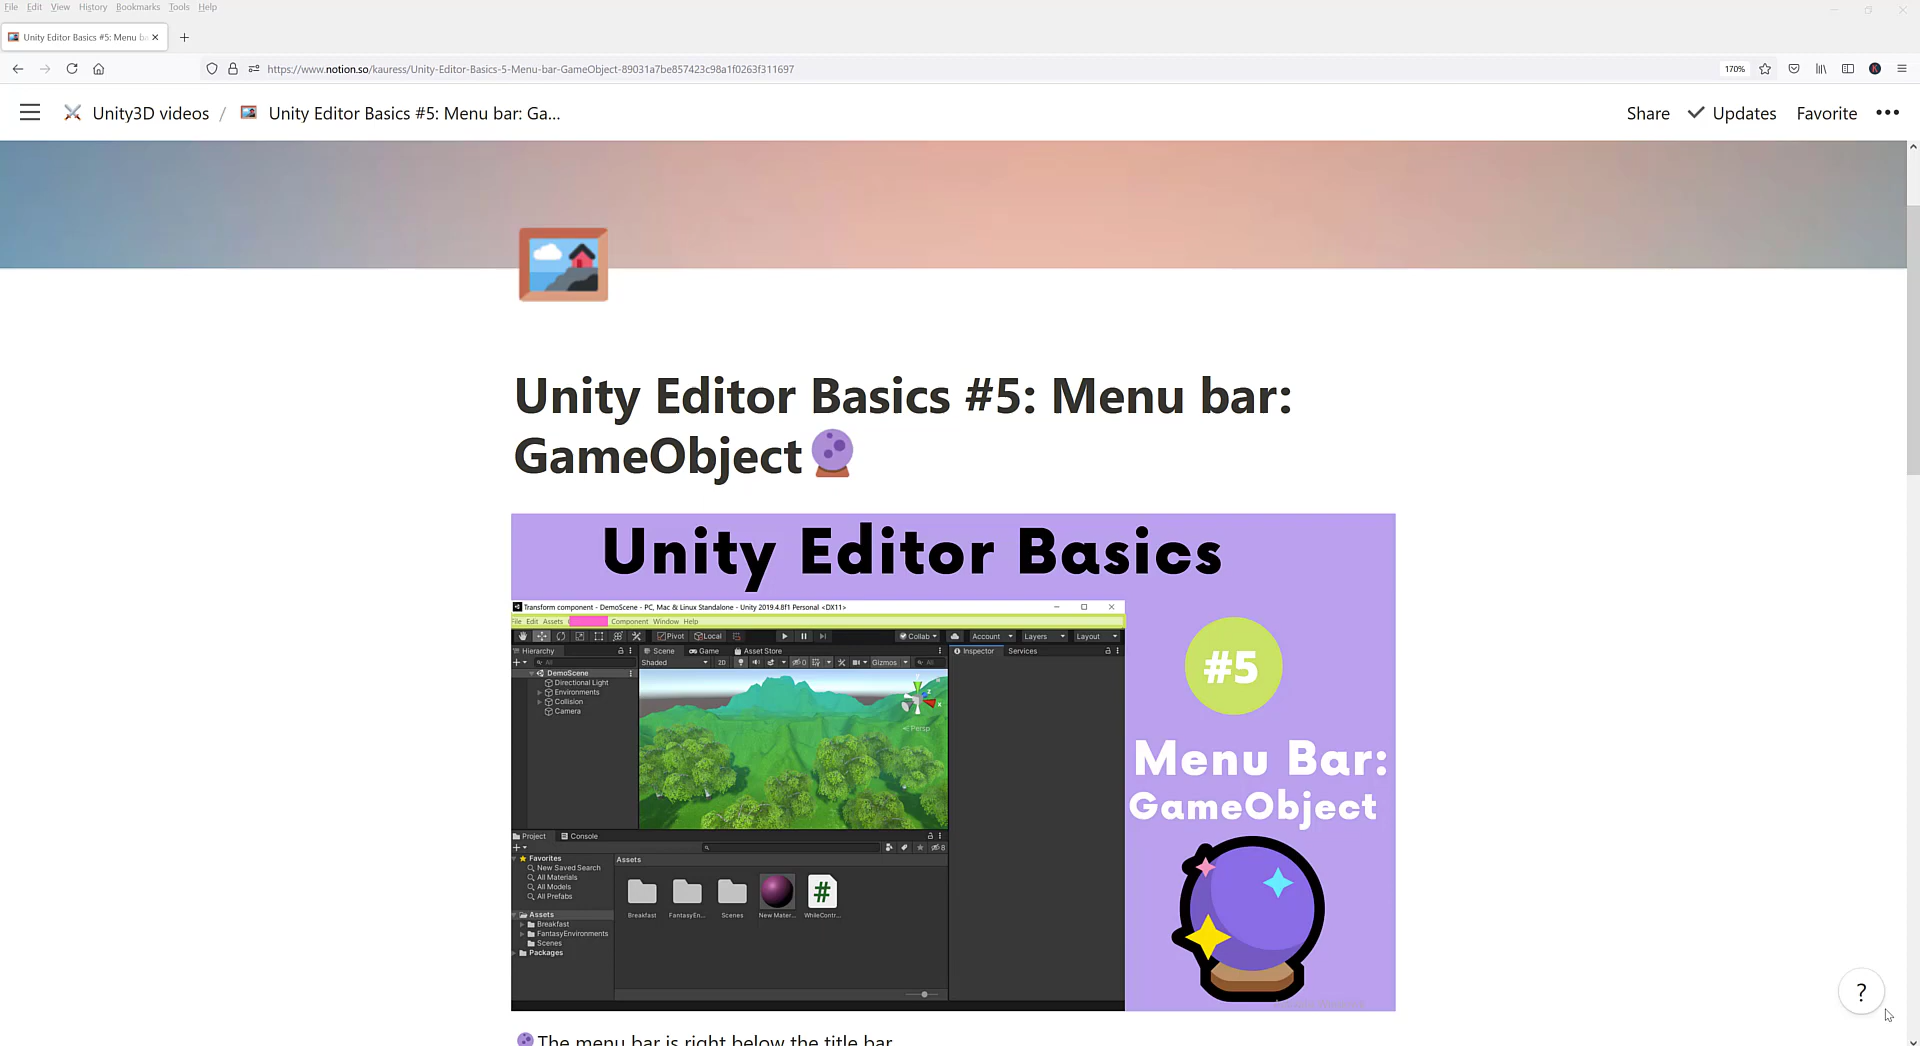 File Edit View History Bookmarks Tools Help
Unity Editor Basics #5: Menu ba
https://www.notion.so/kauress/Unity-Editor-Basics-5-Menu-bar-GameObject-89031a7be857423c98a1f0263f311697
170%
Unity3D videos / Unity Editor Basics #5: Menu bar: Ga...
Share Updates Favorite
Unity Editor Basics #5: Menu bar:
GameObject
Unity Editor Basics
Transform component - DemoScene - PC, Mac & Linux Standalone - Unity 2019.4.8f1 Personal <DX11>
File Edit Assets Component Window Help
Pivot Local Collab Account Layers Layout
Hierarchy Scene Game Asset Store Inspector Services
All Shaded 2D 0 Gizmos All
DemoScene
Directional Light
Environments
Collision
Camera
Persp
#5
Menu Bar:
GameObject
Project Console
8
Favorites
New Saved Search
All Materials
All Models
All Prefabs
Assets
Breakfast
FantasyEnvironments
Scenes
Packages
Assets
Breakfast FantasyEn... Scenes New Mater... WhileContr...
?
The menu bar is right below the title bar